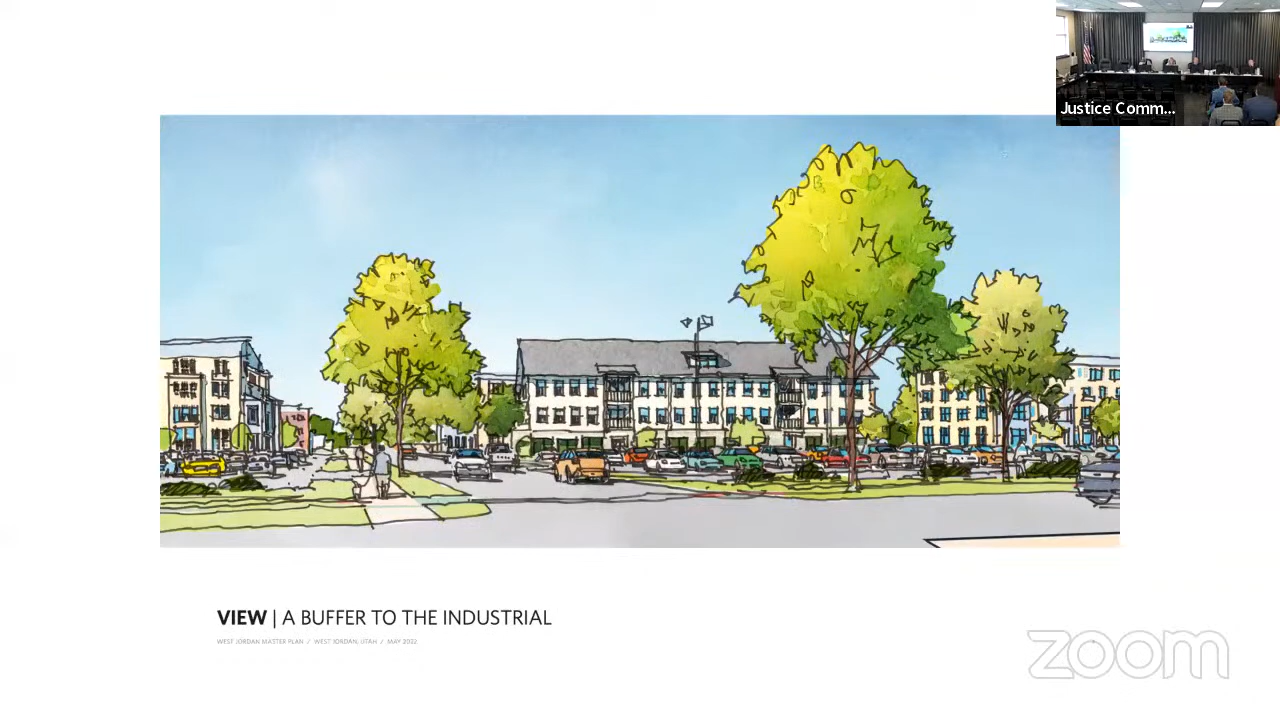 Justice Comm...
VIEW | A BUFFER TO THE INDUSTRIAL
WEST JORDAN MASTER PLAN / WEST JORDAN, UTAH / MAY 2022
zoom